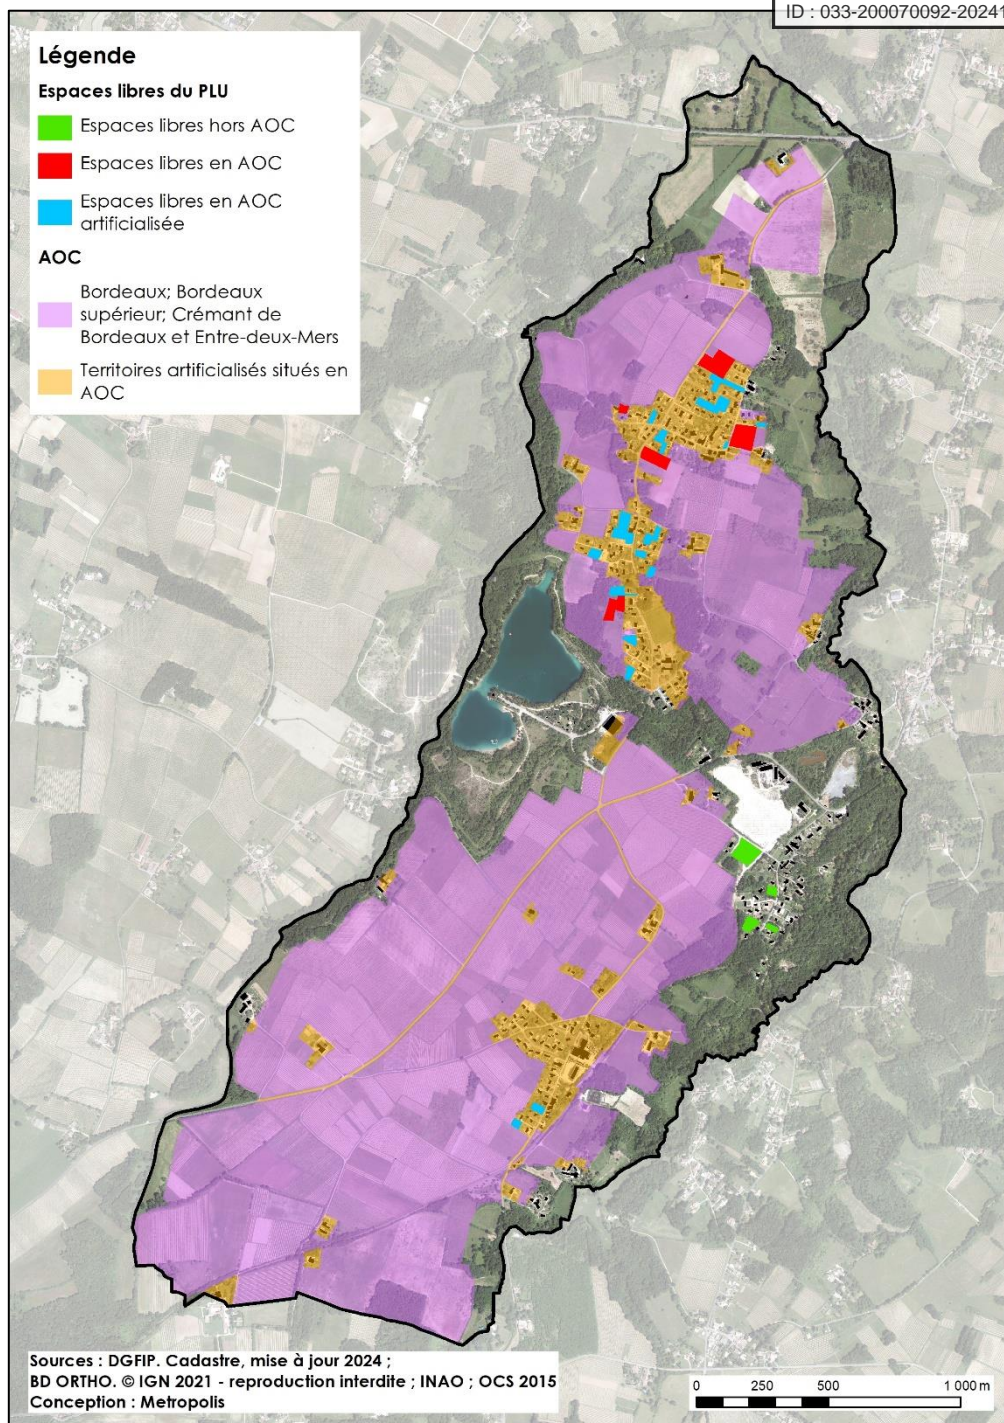 ID : 033-200070092-20241
Légende
Espaces libres du PLU
Espaces libres hors AOC
Espaces libres en AOC
Espaces libres en AOC
artificialisée
AOC
Bordeaux; Bordeaux
supérieur; Crémant de
Bordeaux et Entre-deux-Mers
Territoires artificialisés situés en
AOC
Sources : DGFIP. Cadastre, mise à jour 2024 ;
BD ORTHO. © IGN 2021 - reproduction interdite ; INAO ; OCS 2015
Conception : Metropolis
0 250 500 1 000 m